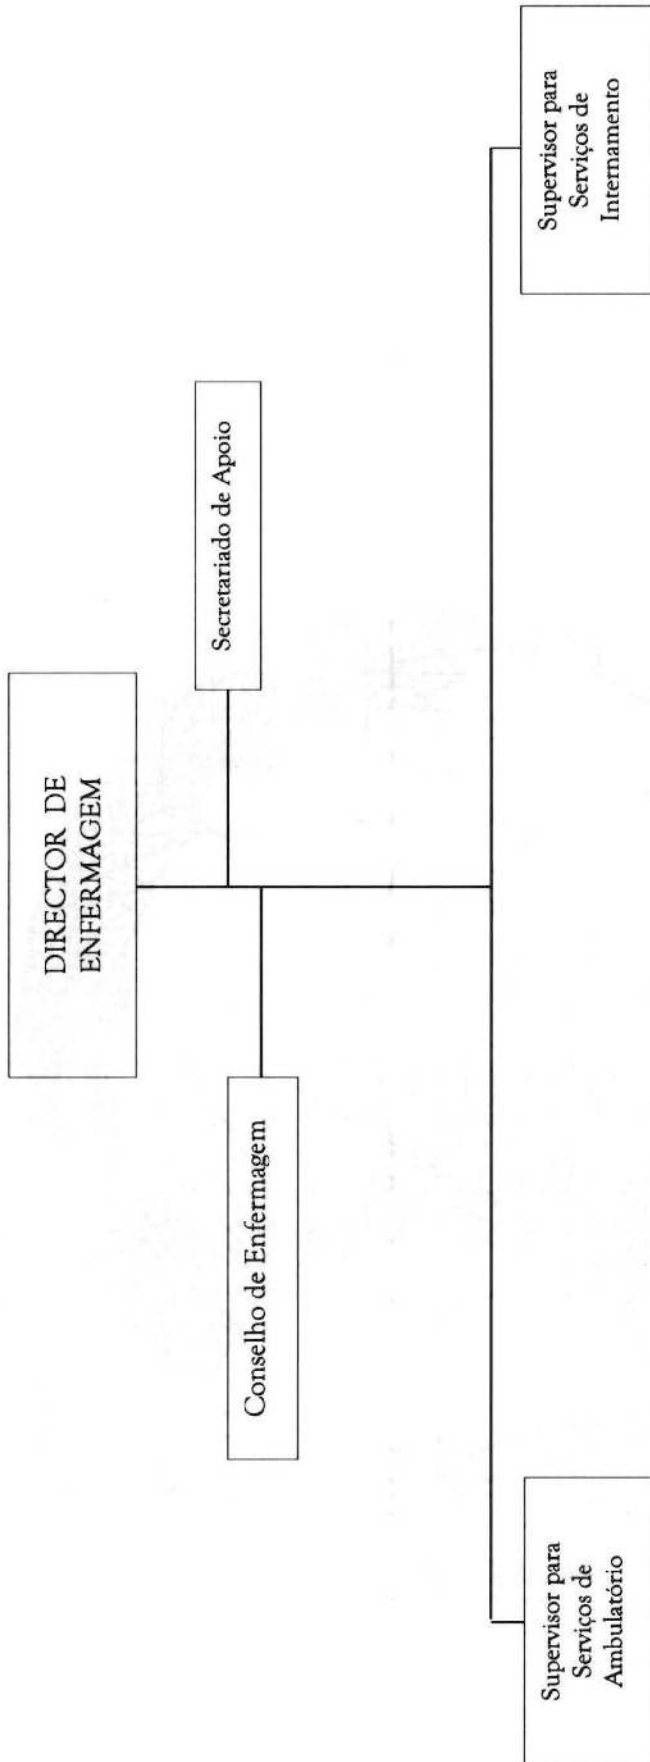 DIRECTOR DE
ENFERMAGEM
Conselho de Enfermagem
Secretariado de Apoio
Supervisor para
Serviços de
Ambulatório
Supervisor para
Serviços de
Internamento